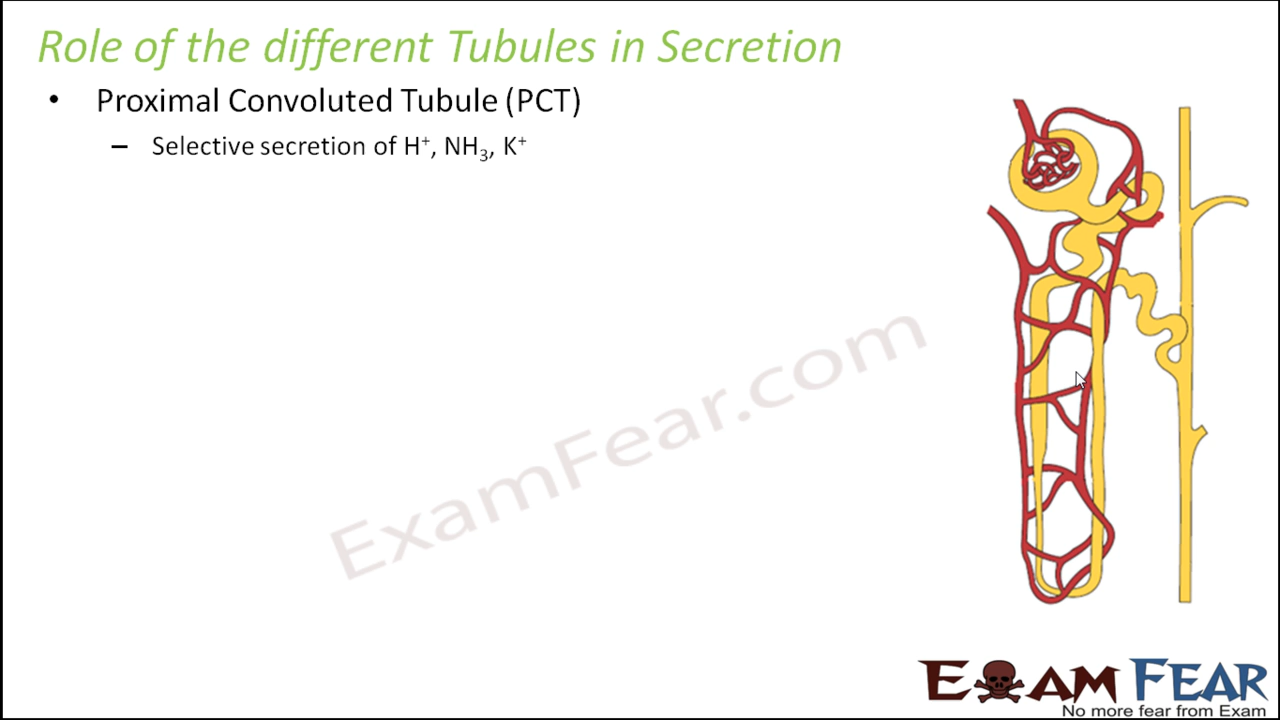 Role of the different Tubules in Secretion
• Proximal Convoluted Tubule (PCT)
– Selective secretion of H⁺, NH₃, K⁺
ExamFear.com
EXAM FEAR
No more fear from Exam